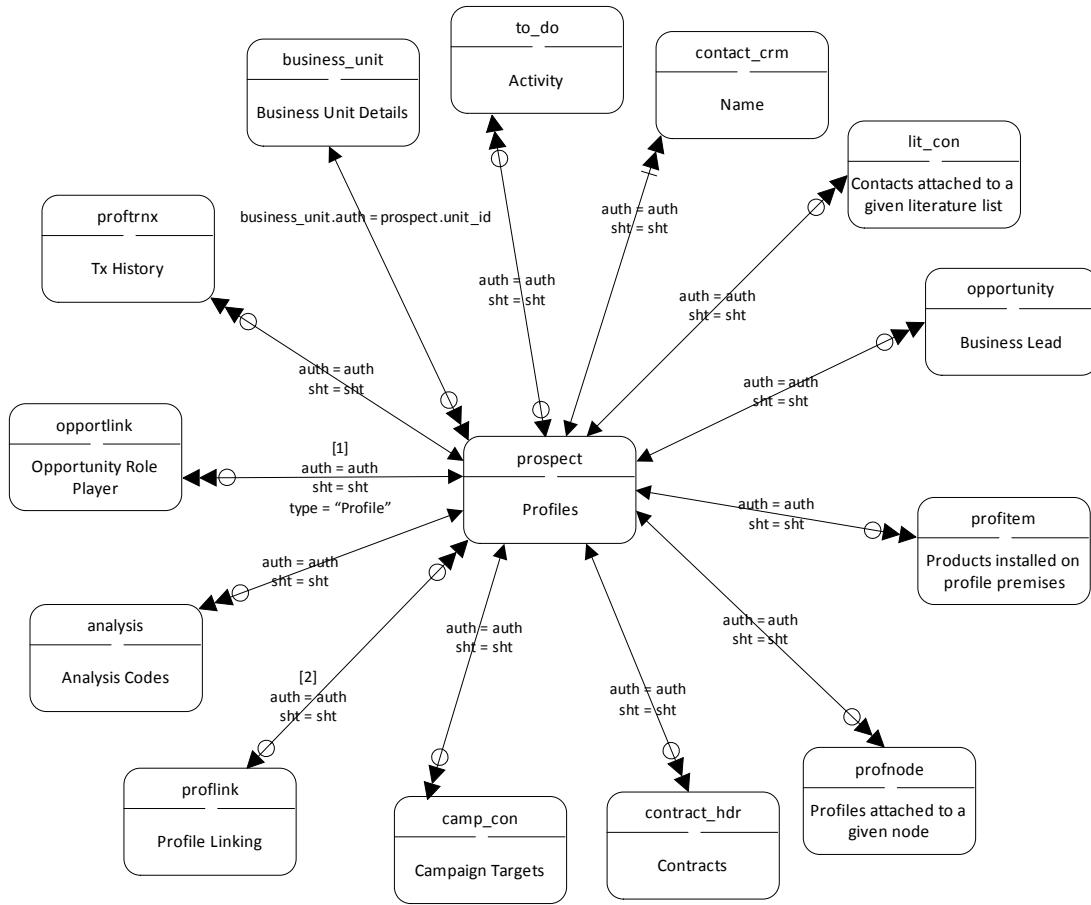 to_do
Activity
business_unit
Business Unit Details
contact_crm
Name
lit_con
Contacts attached to a
given literature list
proftrnx
Tx History
business_unit.auth = prospect.unit_id
auth = auth
sht = sht
auth = auth
sht = sht
auth = auth
sht = sht
opportunity
Business Lead
auth = auth
sht = sht
auth = auth
sht = sht
opportlink
Opportunity Role
Player
[1]
auth = auth
sht = sht
type = “Profile”
prospect
Profiles
auth = auth
sht = sht
profitem
Products installed on
profile premises
auth = auth
sht = sht
analysis
Analysis Codes
[2]
auth = auth
sht = sht
auth = auth
sht = sht
auth = auth
sht = sht
auth = auth
sht = sht
proflink
Profile Linking
camp_con
Campaign Targets
contract_hdr
Contracts
profnode
Profiles attached to a
given node